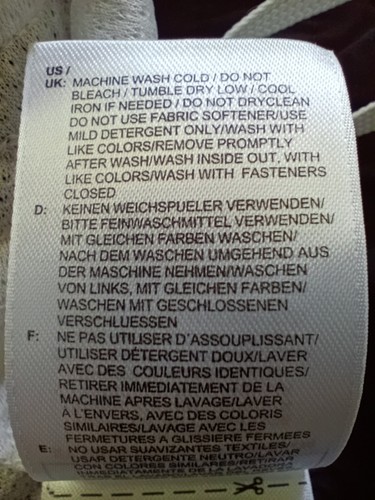 US /
UK: MACHINE WASH COLD / DO NOT
BLEACH / TUMBLE DRY LOW / COOL
IRON IF NEEDED / DO NOT DRYCLEAN
DO NOT USE FABRIC SOFTENER/USE
MILD DETERGENT ONLY/WASH WITH
LIKE COLORS/REMOVE PROMPTLY
AFTER WASH/WASH INSIDE OUT, WITH
LIKE COLORS/WASH WITH FASTENERS
CLOSED
D: KEINEN WEICHSPUELER VERWENDEN/
BITTE FEINWASCHMITTEL VERWENDEN/
MIT GLEICHEN FARBEN WASCHEN/
NACH DEM WASCHEN UMGEHEND AUS
DER MASCHINE NEHMEN/WASCHEN
VON LINKS, MIT GLEICHEN FARBEN/
WASCHEN MIT GESCHLOSSENEN
VERSCHLUESSEN
F: NE PAS UTILISER D'ASSOUPLISSANT/
UTILISER DÉTERGENT DOUX/LAVER
AVEC DES COULEURS IDENTIQUES/
RETIRER IMMEDIATEMENT DE LA
MACHINE APRES LAVAGE/LAVER
À L'ENVERS, AVEC DES COLORIS
SIMILAIRES/LAVAGE AVEC LES
FERMETURES A GLISSIERE FERMEES
E: NO USAR SUAVIZANTES TEXTILES/
USAR DETERGENTE NEUTRO/LAVAR
CON COLORES SIMILARES/RETIRAR